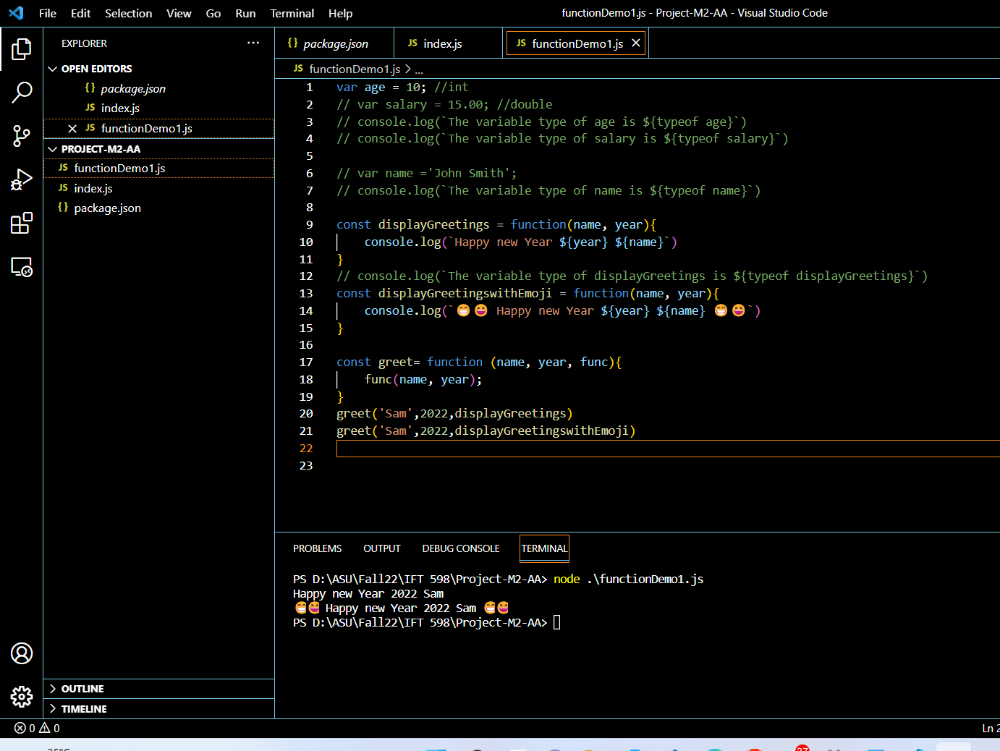 File Edit Selection View Go Run Terminal Help functionDemo1.js - Project-M2-AA - Visual Studio Code
EXPLORER ...
OPEN EDITORS
{} package.json
JS index.js
JS functionDemo1.js
PROJECT-M2-AA
JS functionDemo1.js
JS index.js
{} package.json
OUTLINE
TIMELINE
{} package.json JS index.js JS functionDemo1.js
JS functionDemo1.js > ...
1 var age = 10; //int
2 // var salary = 15.00; //double
3 // console.log(`The variable type of age is ${typeof age}`)
4 // console.log(`The variable type of salary is ${typeof salary}`)
5
6 // var name ='John Smith';
7 // console.log(`The variable type of name is ${typeof name}`)
8
9 const displayGreetings = function(name, year){
10 console.log(`Happy new Year ${year} ${name}`)
11 }
12 // console.log(`The variable type of displayGreetings is ${typeof displayGreetings}`)
13 const displayGreetingswithEmoji = function(name, year){
14 console.log(`😁😆 Happy new Year ${year} ${name} 😁😆`)
15 }
16
17 const greet= function (name, year, func){
18 func(name, year);
19 }
20 greet('Sam',2022,displayGreetings)
21 greet('Sam',2022,displayGreetingswithEmoji)
22
23
PROBLEMS OUTPUT DEBUG CONSOLE TERMINAL
PS D:\ASU\Fall22\IFT 598\Project-M2-AA> node .\functionDemo1.js
Happy new Year 2022 Sam
😁😆 Happy new Year 2022 Sam 😁😆
PS D:\ASU\Fall22\IFT 598\Project-M2-AA>
0 0 Ln